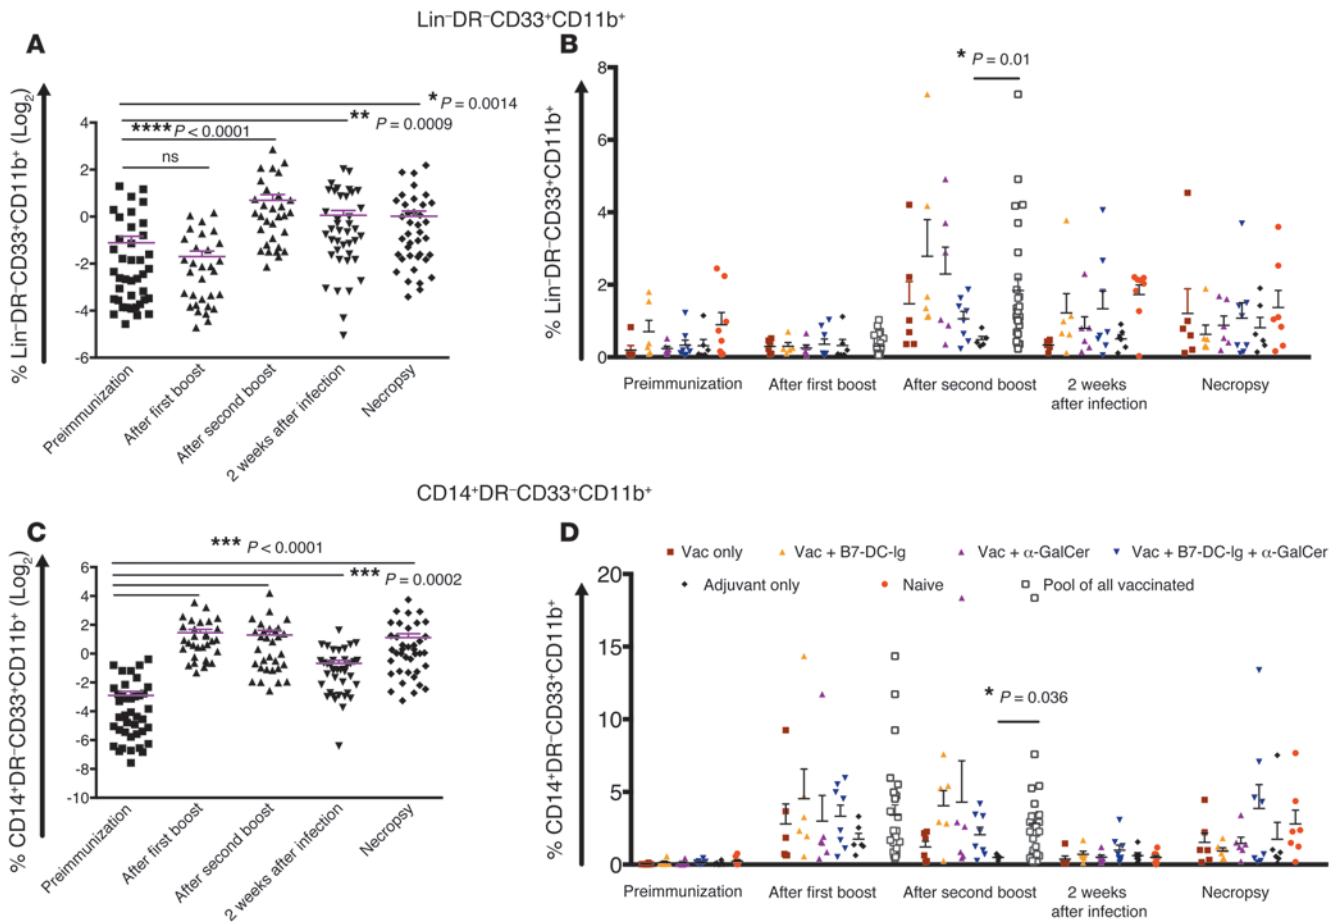 Lin⁻DR⁻CD33⁺CD11b⁺
A
% Lin⁻DR⁻CD33⁺CD11b⁺ (Log₂)
* P = 0.0014
** P = 0.0009
**** P < 0.0001
ns
4
2
0
-2
-4
-6
Preimmunization
After first boost
After second boost
2 weeks after infection
Necropsy
B
% Lin⁻DR⁻CD33⁺CD11b⁺
* P = 0.01
8
6
4
2
0
Preimmunization
After first boost
After second boost
2 weeks
after infection
Necropsy
CD14⁺DR⁻CD33⁺CD11b⁺
C
% CD14⁺DR⁻CD33⁺CD11b⁺ (Log₂)
*** P < 0.0001
*** P = 0.0002
6
4
2
0
-2
-4
-6
-8
-10
Preimmunization
After first boost
After second boost
2 weeks after infection
Necropsy
D
Vac only
Vac + B7-DC-Ig
Vac + α-GalCer
Vac + B7-DC-Ig + α-GalCer
Adjuvant only
Naive
Pool of all vaccinated
% CD14⁺DR⁻CD33⁺CD11b⁺
* P = 0.036
20
15
10
5
0
Preimmunization
After first boost
After second boost
2 weeks
after infection
Necropsy